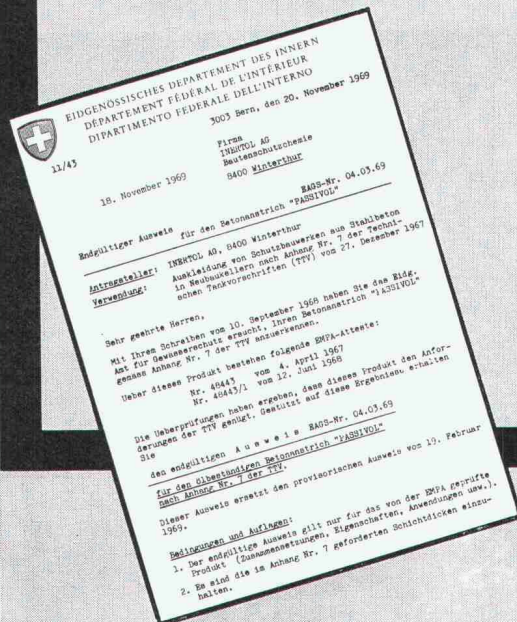 EIDGENÖSSISCHES DEPARTEMENT DES INNERN
DÉPARTEMENT FÉDÉRAL DE L'INTÉRIEUR
DIPARTIMENTO FEDERALE DELL'INTERNO
11/43
3003 Bern, den 20. November 1969
Firma
INERTOL AG
Bautenschutzchemie
8400 Winterthur
18. November 1969
EAGS-Nr. 04.03.69
Endgültiger Ausweis für den Betonanstrich "PASSIVOL"
Antragsteller: INERTOL AG, 8400 Winterthur
Verwendung: Auskleidung von Schutzbauwerken aus Stahlbeton
in Neubaukellern nach Anhang Nr. 7 der Techni-
schen Tankvorschriften (TTV) vom 27. Dezember 1967
Sehr geehrte Herren,
Mit Ihrem Schreiben vom 10. September 1968 haben Sie das Eidg.
Amt für Gewässerschutz ersucht, Ihren Betonanstrich "PASSIVOL"
gemäss Anhang Nr. 7 der TTV anzuerkennen.
Ueber dieses Produkt bestehen folgende EMPA-Atteste:
Nr. 48443 vom 4. April 1967
Nr. 48443/1 vom 12. Juni 1968
Die Ueberprüfungen haben ergeben, dass dieses Produkt den Anfor-
derungen der TTV genügt. Gestützt auf diese Ergebnisse erhalten
Sie
den endgültigen Ausweis EAGS-Nr. 04.03.69
für den ölbeständigen Betonanstrich "PASSIVOL"
nach Anhang Nr. 7 der TTV.
Dieser Ausweis ersetzt den provisorischen Ausweis vom 19. Februar
1969.
Bedingungen und Auflagen:
1. Der endgültige Ausweis gilt nur für das von der EMPA geprüfte
Produkt (Zusammensetzungen, Eigenschaften, Anwendungen usw.).
2. Es sind die im Anhang Nr. 7 geforderten Schichtdicken einzu-
halten.